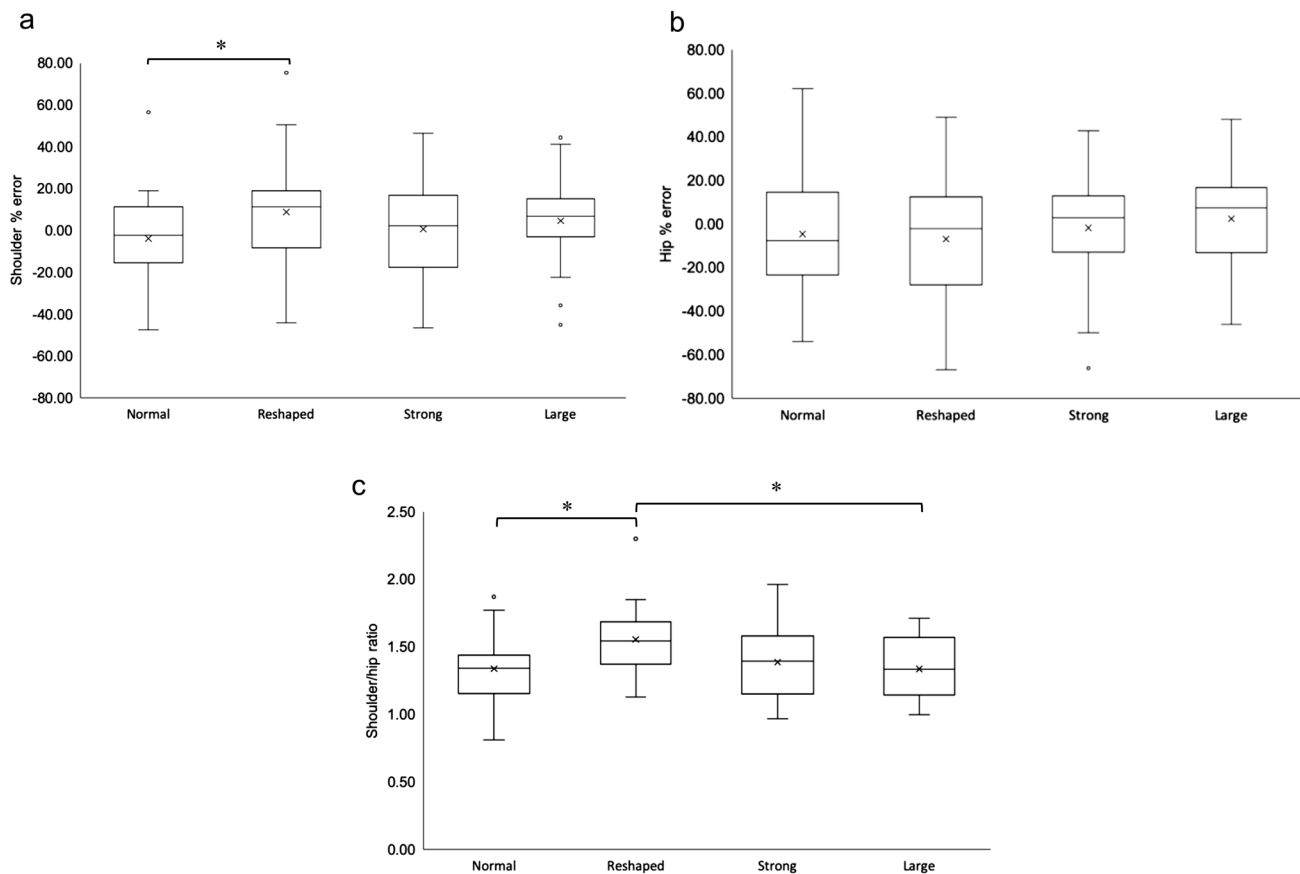 a
*
80.00
60.00
40.00
20.00
0.00
-20.00
-40.00
-60.00
-80.00
Shoulder % error
Normal Reshaped Strong Large
b
80.00
60.00
40.00
20.00
0.00
-20.00
-40.00
-60.00
-80.00
Hip % error
Normal Reshaped Strong Large
c
* *
2.50
2.00
1.50
1.00
0.50
0.00
Shoulder/hip ratio
Normal Reshaped Strong Large